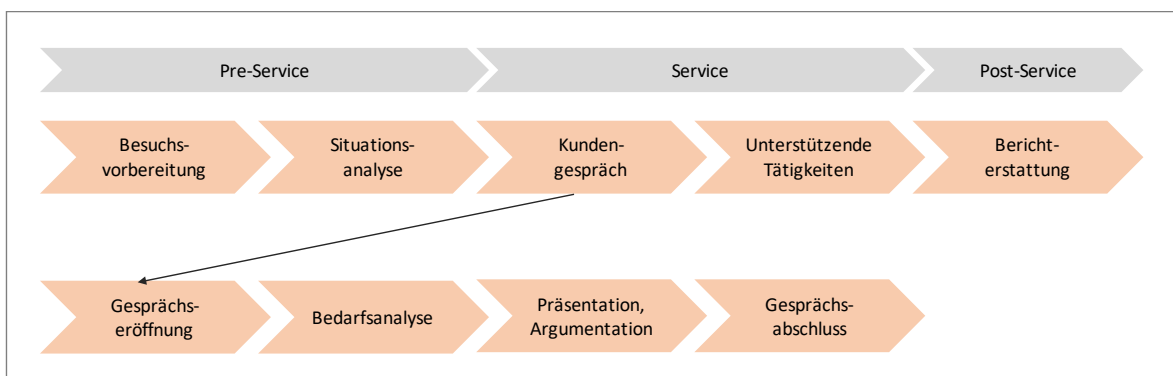 Pre-Service
Service
Post-Service
Besuchs-
vorbereitung
Situations-
analyse
Kunden-
gespräch
Unterstützende
Tätigkeiten
Bericht-
erstattung
Gesprächs-
eröffnung
Bedarfsanalyse
Präsentation,
Argumentation
Gesprächs-
abschluss